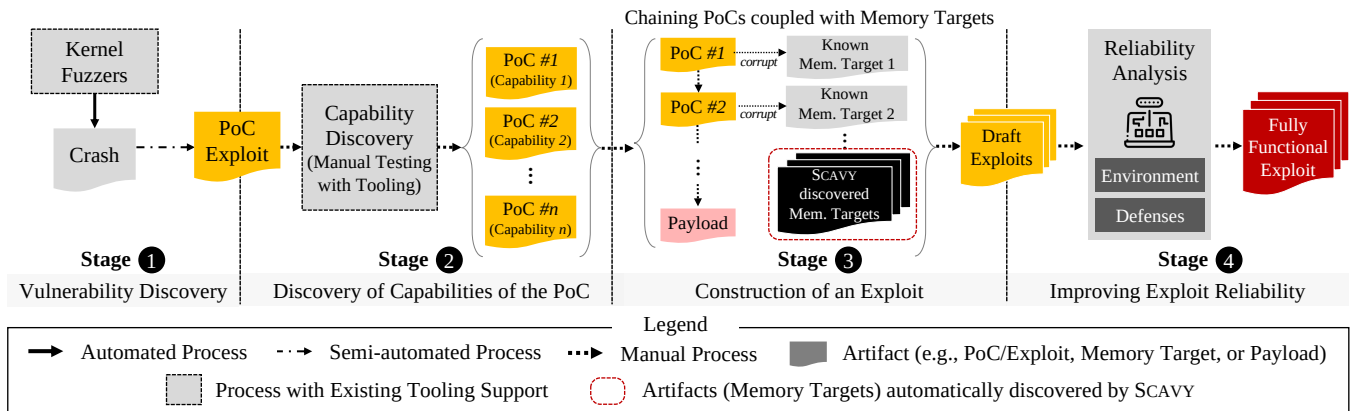 Chaining PoCs coupled with Memory Targets
Kernel
Fuzzers
Crash
PoC
Exploit
Capability
Discovery
(Manual Testing
with Tooling)
PoC #1
(Capability 1)
PoC #2
(Capability 2)
⋮
PoC #n
(Capability n)
PoC #1
corrupt
Known
Mem. Target 1
PoC #2
corrupt
Known
Mem. Target 2
⋮
SCAVY
discovered
Mem. Targets
Payload
Draft
Exploits
Reliability
Analysis
Environment
Defenses
Fully
Functional
Exploit
Stage 1
Stage 2
Stage 3
Stage 4
Vulnerability Discovery
Discovery of Capabilities of the PoC
Construction of an Exploit
Improving Exploit Reliability
Legend
Automated Process
Semi-automated Process
Manual Process
Artifact (e.g., PoC/Exploit, Memory Target, or Payload)
Process with Existing Tooling Support
Artifacts (Memory Targets) automatically discovered by SCAVY